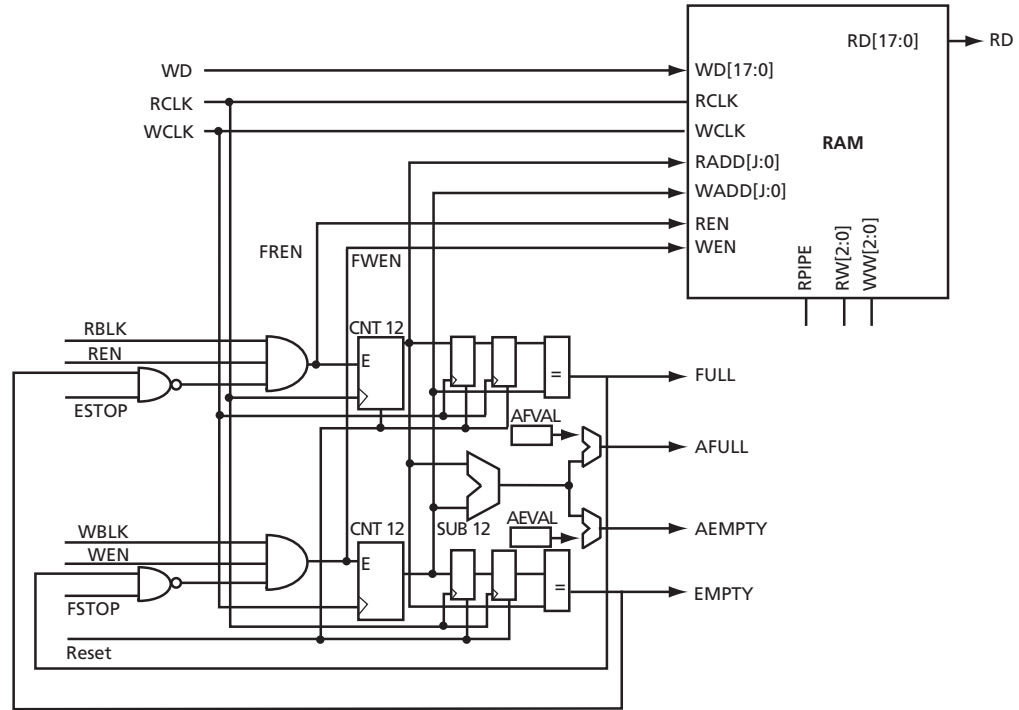 RD[17:0]
RD
WD
WD[17:0]
RCLK
RCLK
WCLK
WCLK
RAM
RADD[J:0]
WADD[J:0]
REN
WEN
FREN
FWEN
RPIPE
RW[2:0]
WW[2:0]
RBLK
CNT 12
REN
E
=
FULL
ESTOP
AFVAL
AFULL
WBLK
CNT 12
SUB 12
AEVAL
AEMPTY
WEN
E
=
EMPTY
FSTOP
Reset